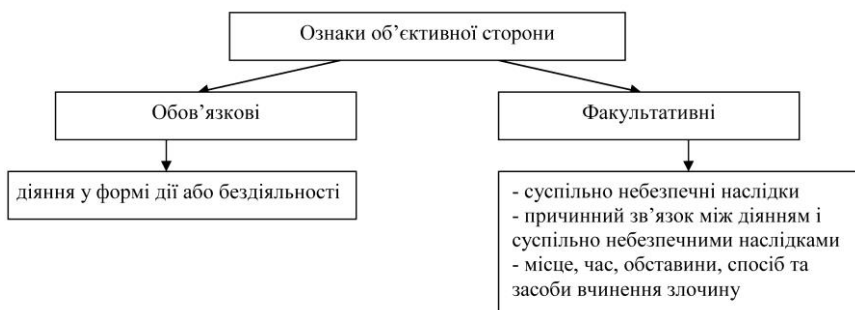 Ознаки об’єктивної сторони
Обов’язкові
Факультативні
діяння у формі дії або бездіяльності
- суспільно небезпечні наслідки
- причинний зв’язок між діянням і
суспільно небезпечними наслідками
- місце, час, обставини, спосіб та
засоби вчинення злочину